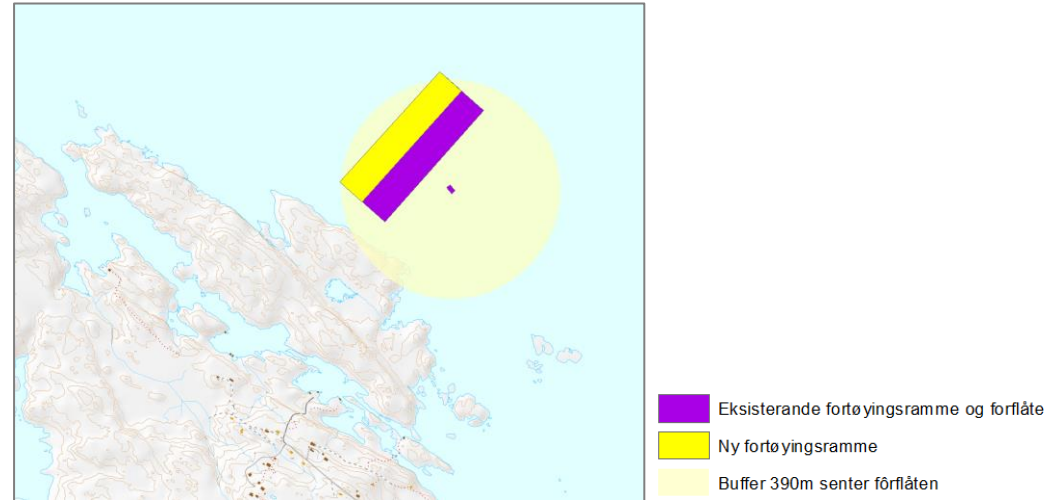 Eksisterande fortøyingsramme og forflåte
Ny fortøyingsramme
Buffer 390m senter fôrflåten